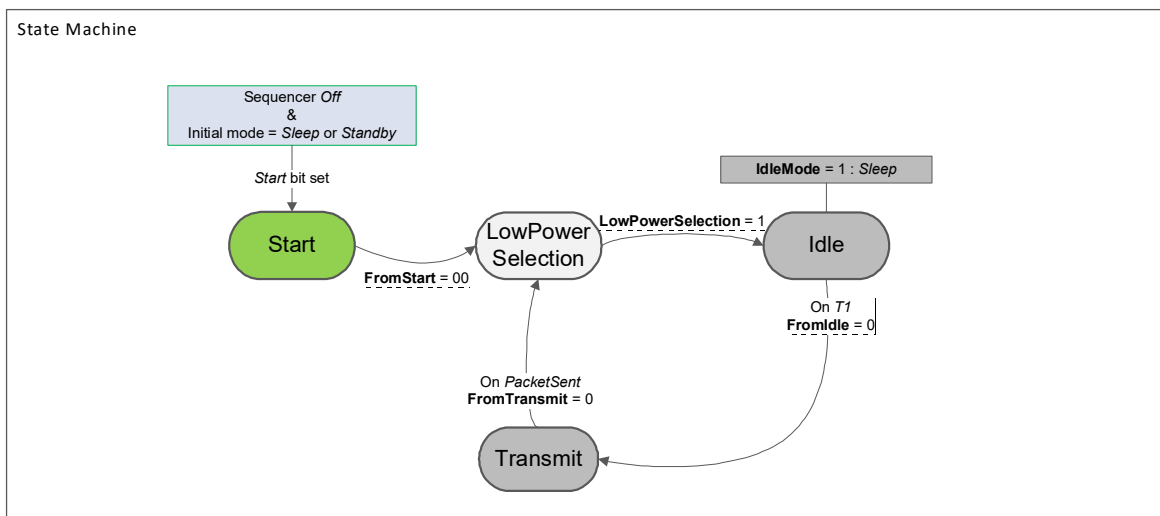 State Machine
Sequencer Off
&
Initial mode = Sleep or Standby
Start bit set
IdleMode = 1 : Sleep
Start
LowPower
Selection
LowPowerSelection = 1
Idle
FromStart = 00
On T1
FromIdle = 0
On PacketSent
FromTransmit = 0
Transmit